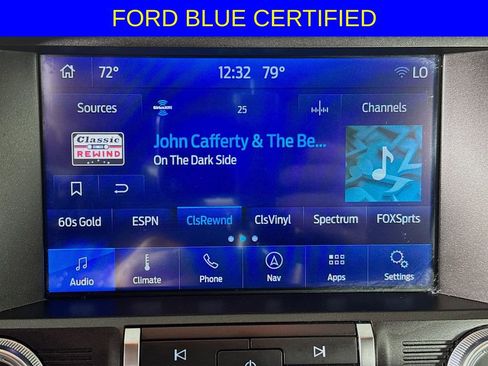 FORD BLUE CERTIFIED
72° 12:32 79° LO
Sources SiriusXM 25 Channels
Classic
REWIND
John Cafferty & The Be...
On The Dark Side
60s Gold ESPN ClsRewnd ClsVinyl Spectrum FOXSprts
Audio Climate Phone Nav Apps Settings